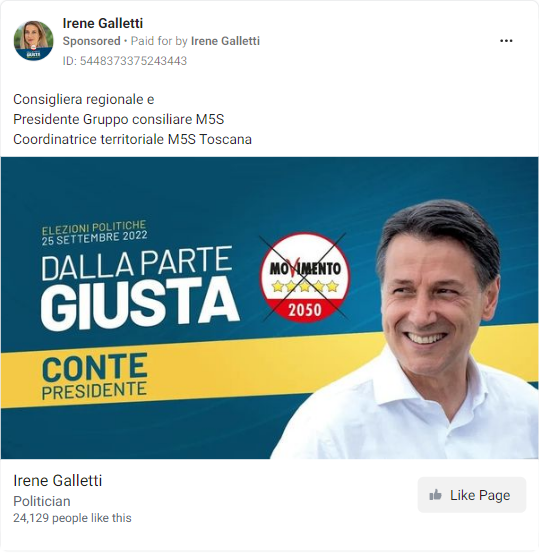 Irene Galletti
Sponsored • Paid for by Irene Galletti
ID: 5448373375243443
Consigliera regionale e
Presidente Gruppo consiliare M5S
Coordinatrice territoriale M5S Toscana
ELEZIONI POLITICHE
25 SETTEMBRE 2022
DALLA PARTE
GIUSTA
MOVIMENTO
2050
CONTE
PRESIDENTE
Irene Galletti
Politician
24,129 people like this
Like Page